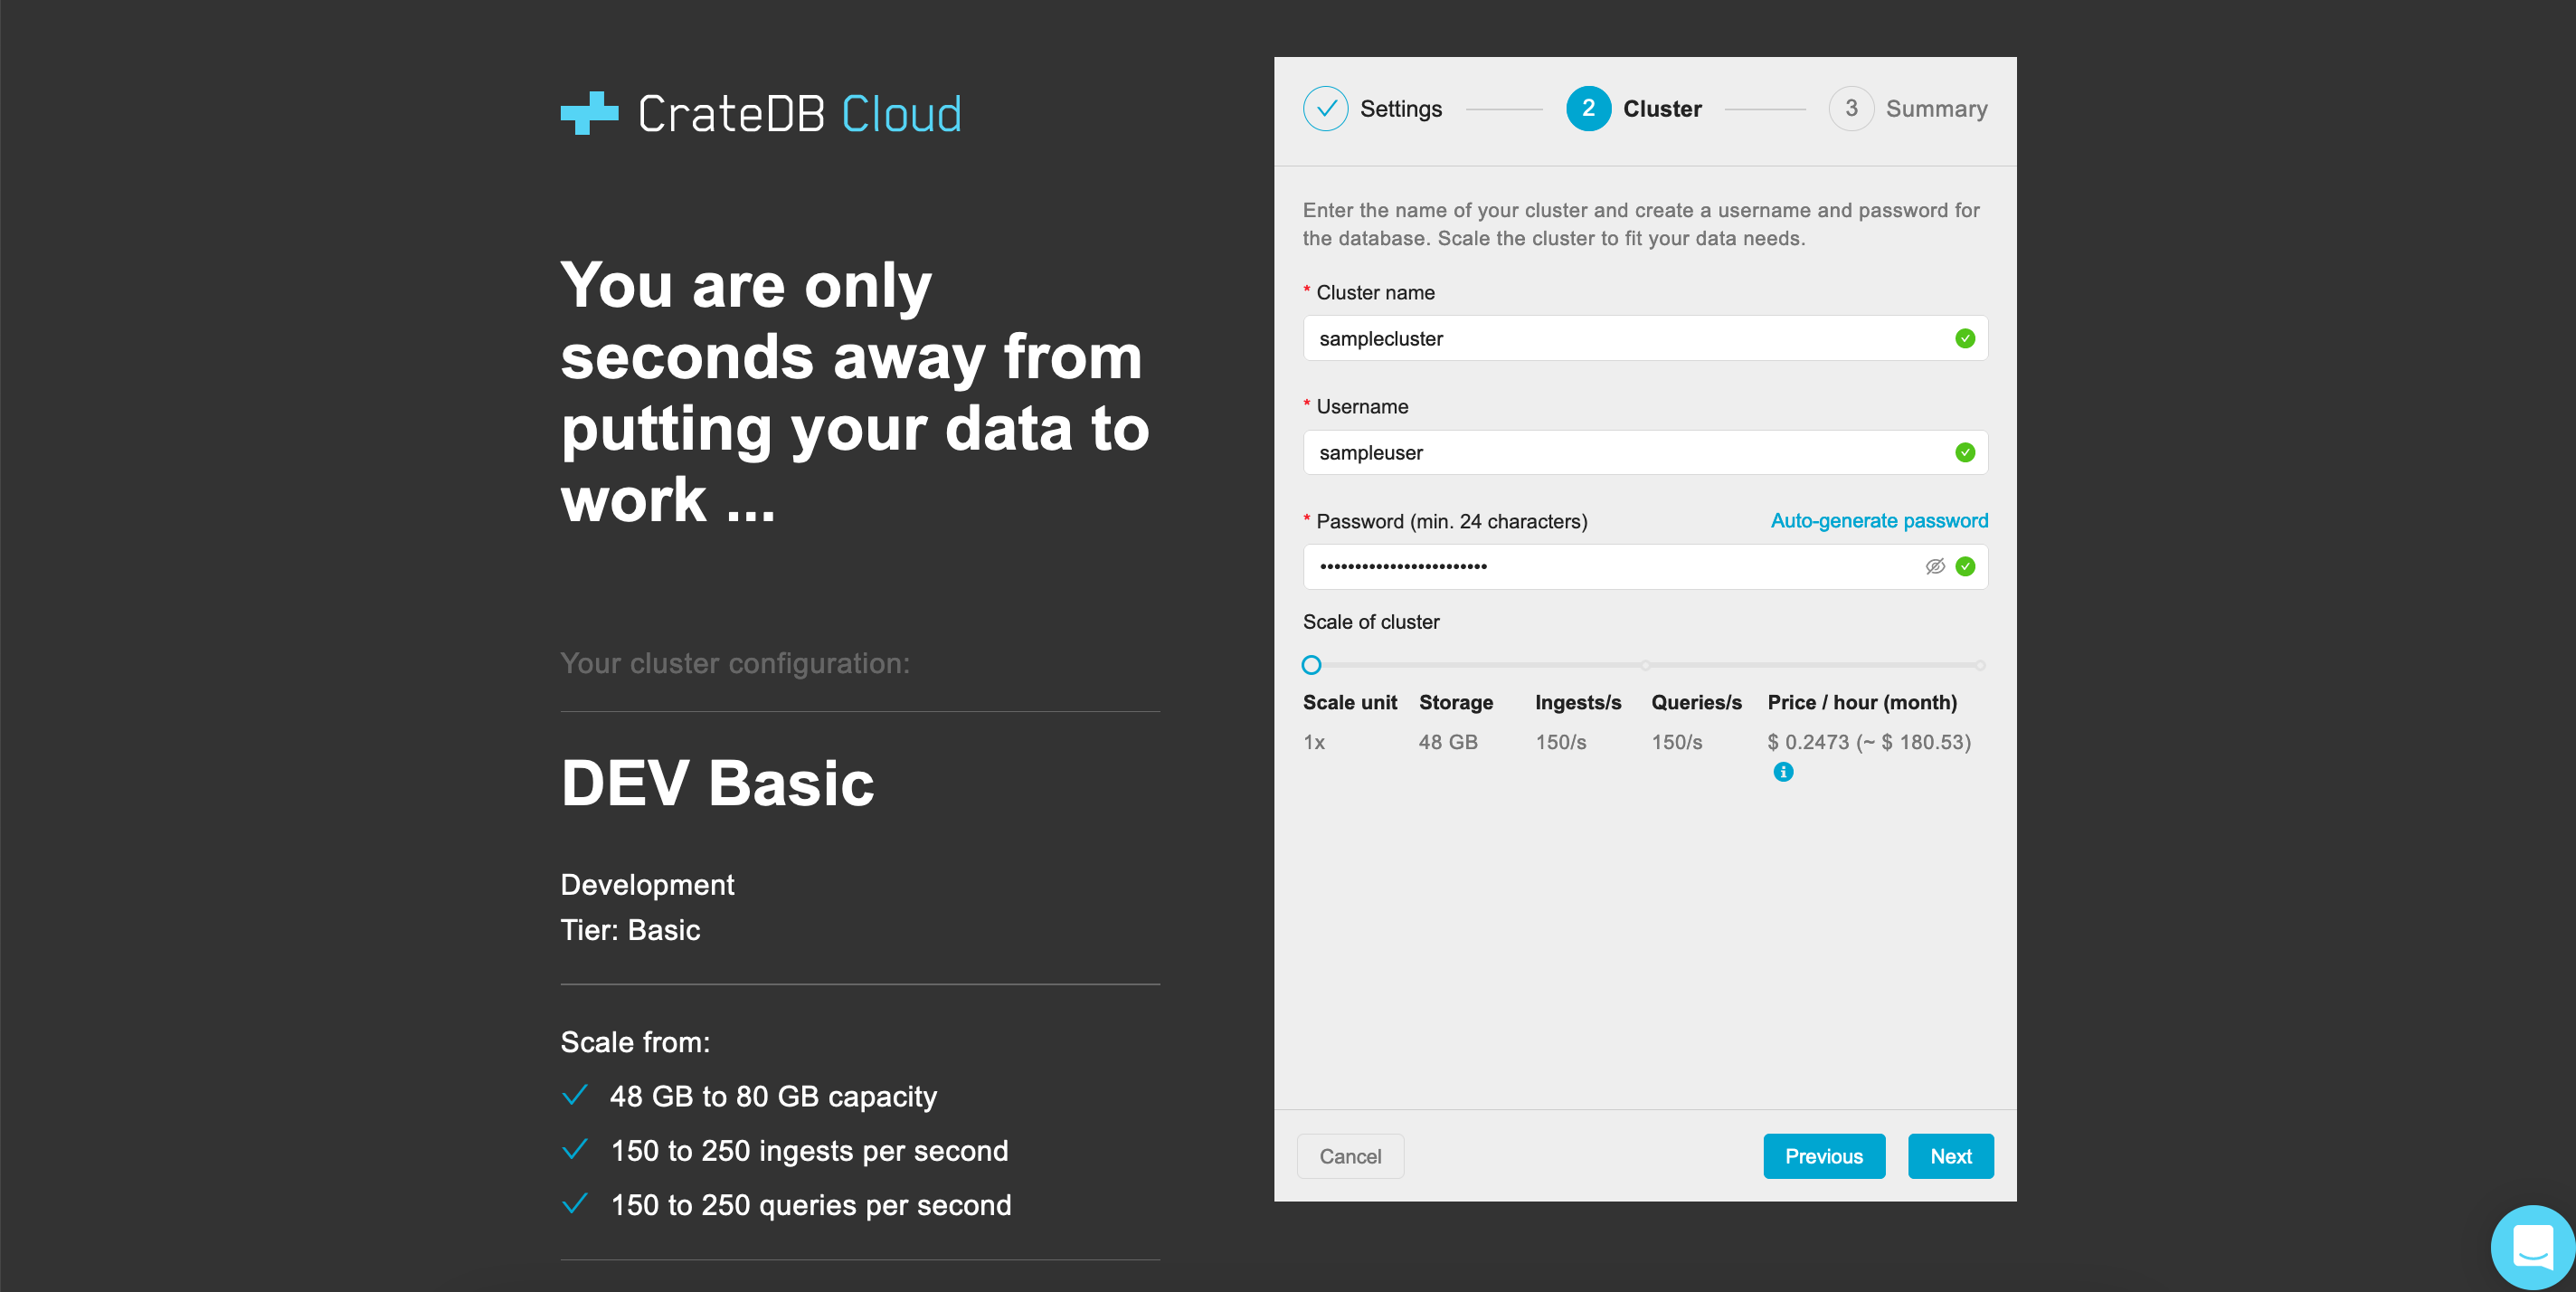 CrateDB Cloud
You are only
seconds away from
putting your data to
work ...
Your cluster configuration:
DEV Basic
Development
Tier: Basic
Scale from:
48 GB to 80 GB capacity
150 to 250 ingests per second
150 to 250 queries per second
Settings
2 Cluster
3 Summary
Enter the name of your cluster and create a username and password for
the database. Scale the cluster to fit your data needs.
* Cluster name
samplecluster
* Username
sampleuser
* Password (min. 24 characters) Auto-generate password
••••••••••••••••••••••••
Scale of cluster
Scale unit Storage Ingests/s Queries/s Price / hour (month)
1x 48 GB 150/s 150/s $ 0.2473 (~ $ 180.53)
Cancel Previous Next